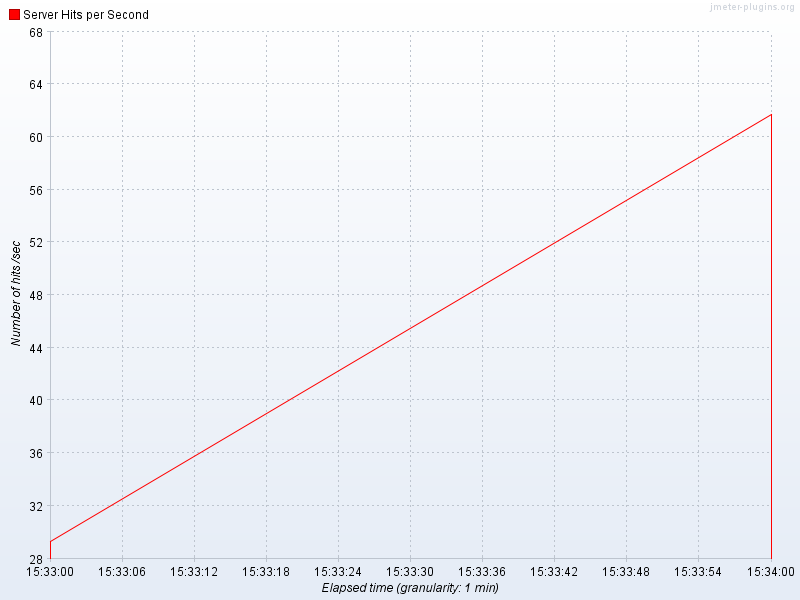 jmeter-plugins.org
Server Hits per Second
68
64
60
56
52
48
44
40
36
32
28
Number of hits /sec
15:33:00 15:33:06 15:33:12 15:33:18 15:33:24 15:33:30 15:33:36 15:33:42 15:33:48 15:33:54 15:34:00
Elapsed time (granularity: 1 min)